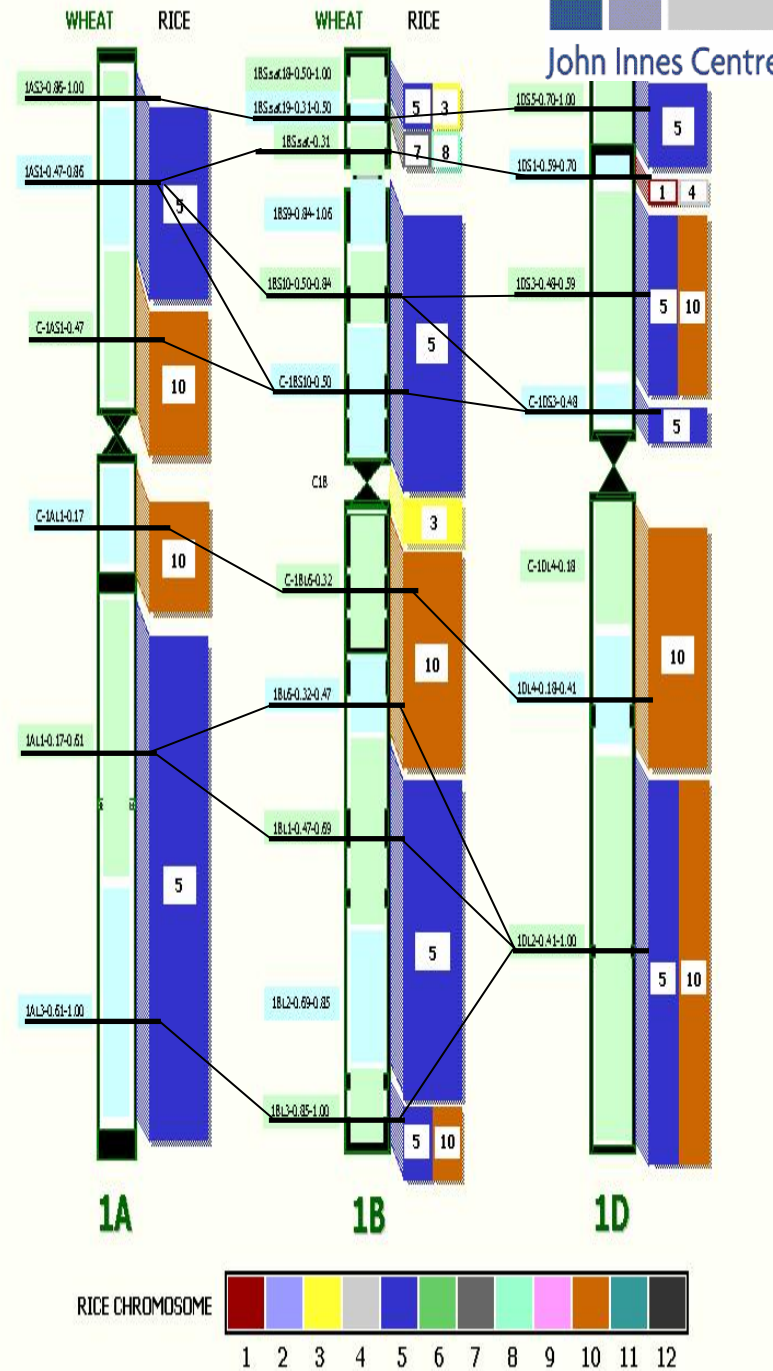 WHEAT RICE WHEAT RICE
John Innes Centre
1AS3-0.86-1.00
1AS1-0.47-0.86
5
C-1AS1-0.47
10
C-1AL1-0.17
10
1AL1-0.17-0.61
5
1AL3-0.61-1.00
1A
1BSsat18-0.50-1.00
1BSsat19-0.31-0.50
5 3
1BSsat-0.31
7 8
1BS9-0.84-1.06
1BS10-0.50-0.84
5
C-1BS10-0.50
C1B
3
C-1BL6-0.32
10
1BL6-0.32-0.47
1BL1-0.47-0.69
5
1BL2-0.69-0.85
1BL3-0.85-1.00
5 10
1B
1DS5-0.70-1.00
5
1DS1-0.59-0.70
1 4
1DS3-0.48-0.59
5 10
C-1DS3-0.48
5
C-1DL4-0.18
10
1DL4-0.18-0.41
1DL2-0.41-1.00
5 10
1D
RICE CHROMOSOME
1 2 3 4 5 6 7 8 9 10 11 12